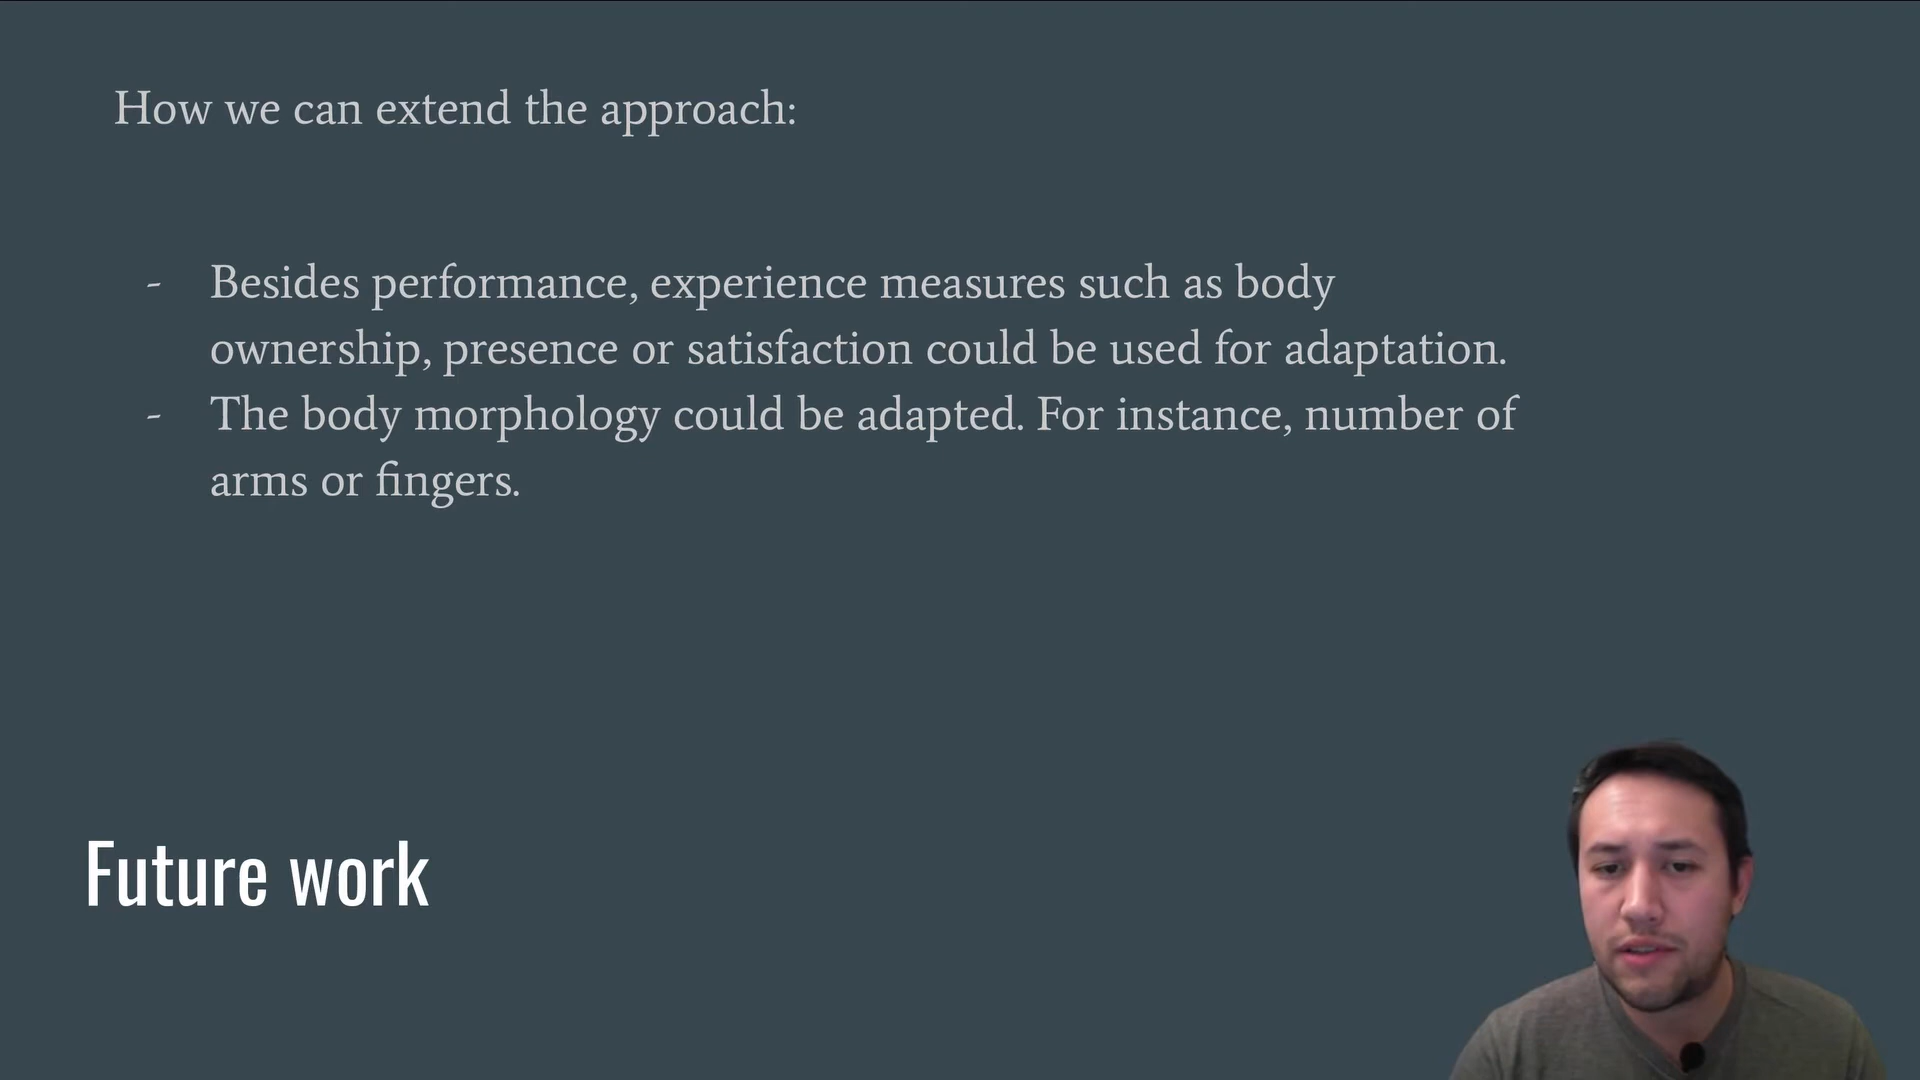 How we can extend the approach:
- Besides performance, experience measures such as body
ownership, presence or satisfaction could be used for adaptation.
- The body morphology could be adapted. For instance, number of
arms or fingers.
Future work